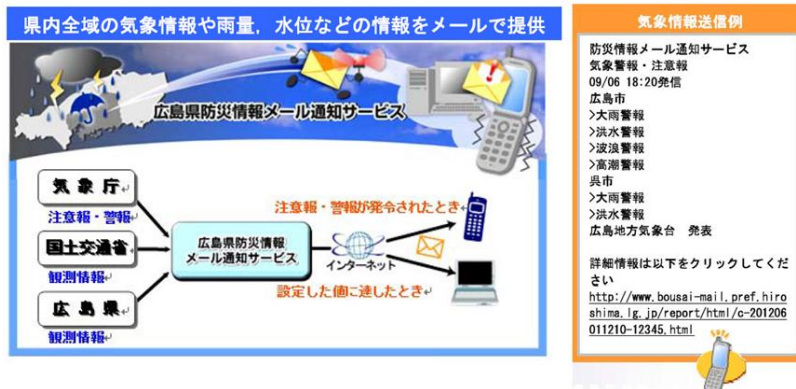 県内全域の気象情報や雨量，水位などの情報をメールで提供
広島県防災情報メール通知サービス
気象庁
注意報・警報
国土交通省
観測情報
広島県
観測情報
広島県防災情報
メール通知サービス
注意報・警報が発令されたとき
インターネット
設定した値に達したとき
気象情報送信例
防災情報メール通知サービス
気象警報・注意報
09/06 18:20発信
広島市
>大雨警報
>洪水警報
>波浪警報
>高潮警報
呉市
>大雨警報
>洪水警報
広島地方気象台　発表
詳細情報は以下をクリックしてくだ
さい
http://www.bousai-mail.pref.hiro
shima.lg.jp/report/html/c-201206
011210-12345.html